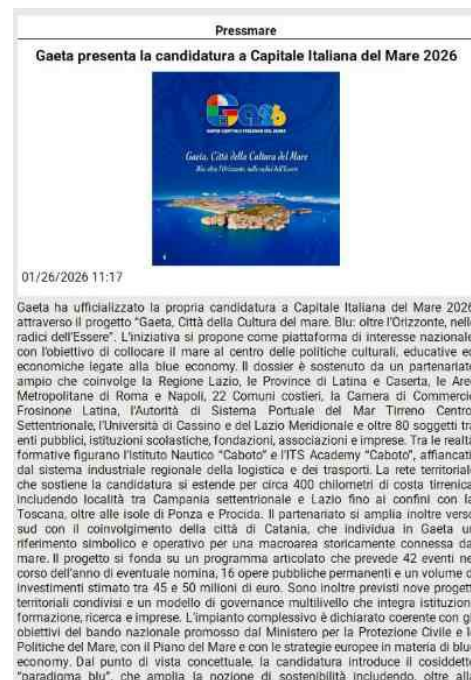 Pressmare
Gaeta presenta la candidatura a Capitale Italiana del Mare 2026
Gaeta, Città della Cultura del Mare
Blu: oltre l'Orizzonte, nelle radici dell'Essere
01/26/2026 11:17
Gaeta ha ufficializzato la propria candidatura a Capitale Italiana del Mare 2026
attraverso il progetto "Gaeta, Città della Cultura del mare. Blu: oltre l'Orizzonte, nelle
radici dell'Essere". L'iniziativa si propone come piattaforma di interesse nazionale
con l'obiettivo di collocare il mare al centro delle politiche culturali, educative ed
economiche legate alla blue economy. Il dossier è sostenuto da un partenariato
ampio che coinvolge la Regione Lazio, le Province di Latina e Caserta, le Are
Metropolitane di Roma e Napoli, 22 Comuni costieri, la Camera di Commercio
Frosinone Latina, l'Autorità di Sistema Portuale del Mar Tirreno Centro
Settentrionale, l'Università di Cassino e del Lazio Meridionale e oltre 80 soggetti tra
enti pubblici, istituzioni scolastiche, fondazioni, associazioni e imprese. Tra le realtà
formative figurano l'Istituto Nautico "Caboto" e l'ITS Academy "Caboto", affiancati
dal sistema industriale regionale della logistica e dei trasporti. La rete territoriale
che sostiene la candidatura si estende per circa 400 chilometri di costa tirrenica
includendo località tra Campania settentrionale e Lazio fino ai confini con la
Toscana, oltre alle isole di Ponza e Procida. Il partenariato si amplia inoltre verso
sud con il coinvolgimento della città di Catania, che individua in Gaeta un
riferimento simbolico e operativo per una macroarea storicamente connessa dal
mare. Il progetto si fonda su un programma articolato che prevede 42 eventi nel
corso dell'anno di eventuale nomina, 16 opere pubbliche permanenti e un volume di
investimenti stimato tra 45 e 50 milioni di euro. Sono inoltre previsti nove progetti
territoriali condivisi e un modello di governance multilivello che integra istituzioni
formazione, ricerca e imprese. L'impianto complessivo è dichiarato coerente con gli
obiettivi del bando nazionale promosso dal Ministero per la Protezione Civile e le
Politiche del Mare, con il Piano del Mare e con le strategie europee in materia di blue
economy. Dal punto di vista concettuale, la candidatura introduce il cosiddetto
"paradigma blu", che amplia la nozione di sostenibilità includendo, oltre alle